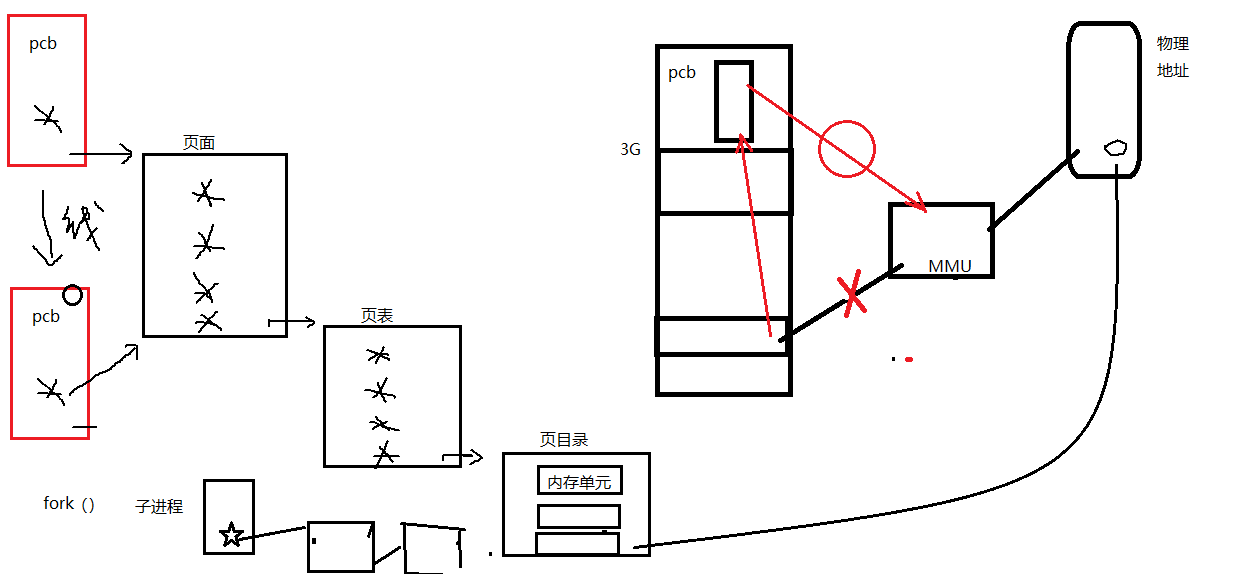 pcb
页面
线
pcb
页表
页目录
内存单元
fork（）
子进程
pcb
3G
MMU
物理
地址